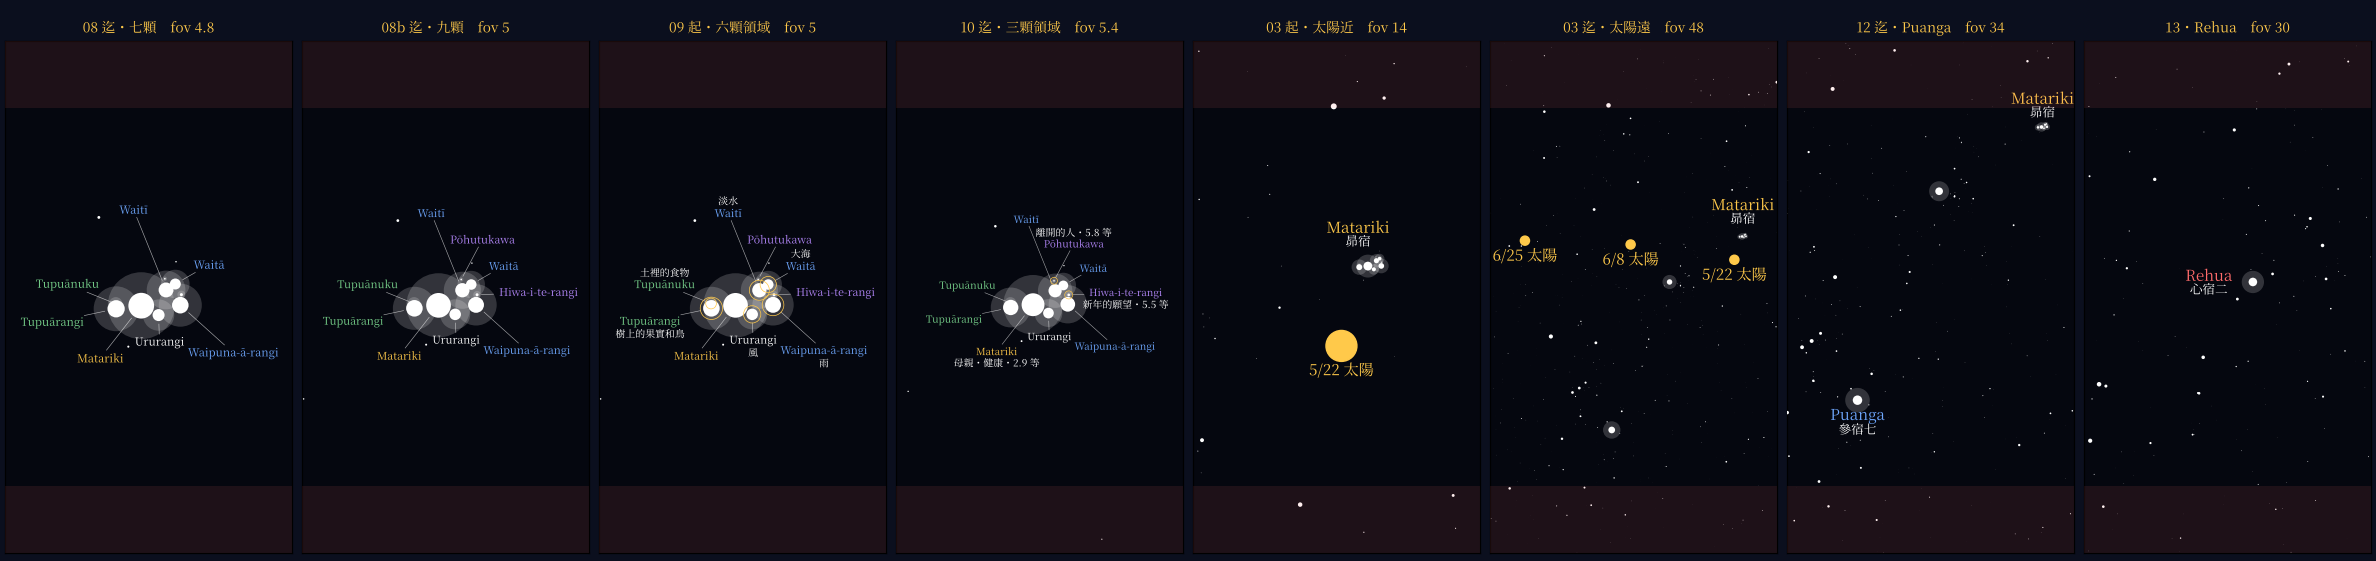 08 迄・七顆 fov 4.8
Waitī
Waitā
Tupuānuku
Tupuārangi
Ururangi
Matariki
Waipuna-ā-rangi
08b 迄・九顆 fov 5
Waitī
Pōhutukawa
Waitā
Tupuānuku
Hiwa-i-te-rangi
Tupuārangi
Ururangi
Matariki
Waipuna-ā-rangi
09 起・六顆領域 fov 5
淡水
Waitī
Pōhutukawa
大海
Waitā
土裡的食物
Tupuānuku
Hiwa-i-te-rangi
Tupuārangi
樹上的果實和鳥
Ururangi
風
Matariki
Waipuna-ā-rangi
雨
10 迄・三顆領域 fov 5.4
Waitī
離開的人・5.8 等
Pōhutukawa
Waitā
Tupuānuku
Hiwa-i-te-rangi
新年的願望・5.5 等
Tupuārangi
Ururangi
Waipuna-ā-rangi
Matariki
母親・健康・2.9 等
03 起・太陽近 fov 14
Matariki
昴宿
5/22 太陽
03 迄・太陽遠 fov 48
Matariki
昴宿
6/25 太陽
6/8 太陽
5/22 太陽
12 迄・Puanga fov 34
Matariki
昴宿
Puanga
參宿七
13・Rehua fov 30
Rehua
心宿二